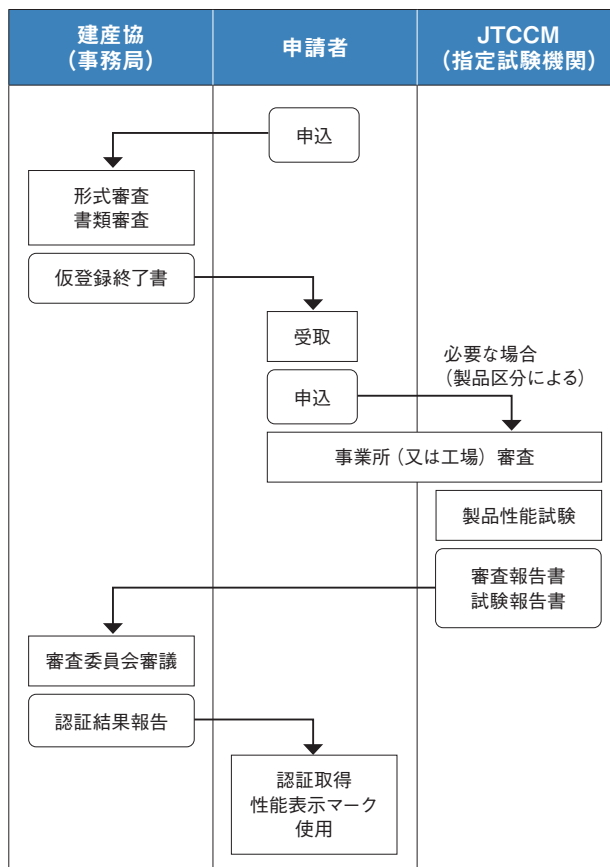 建産協
（事務局）
申請者
JTCCM
（指定試験機関）
申込
形式審査
書類審査
仮登録終了書
受取
必要な場合
（製品区分による）
申込
事業所（又は工場）審査
製品性能試験
審査報告書
試験報告書
審査委員会審議
認証結果報告
認証取得
性能表示マーク
使用